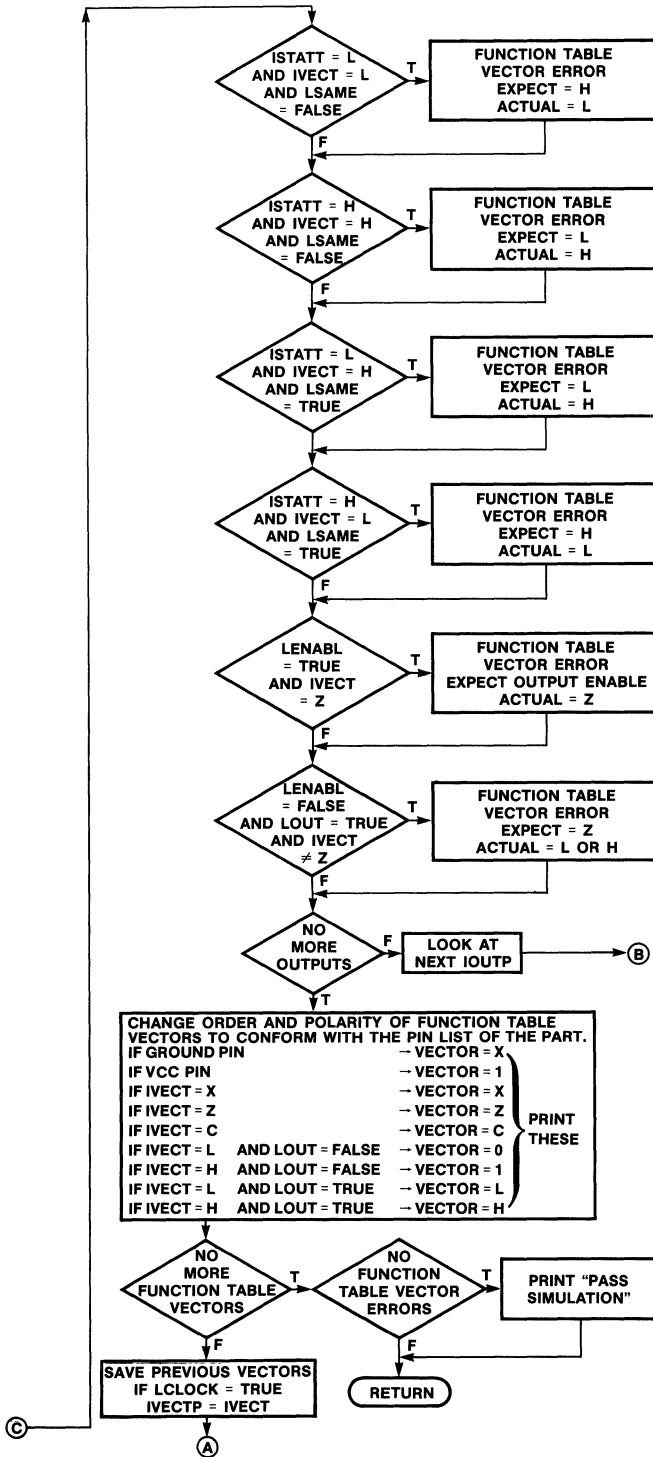 ISTATT = L
AND IVECT = L
AND LSAME
= FALSE
T
FUNCTION TABLE
VECTOR ERROR
EXPECT = H
ACTUAL = L
F
ISTATT = H
AND IVECT = H
AND LSAME
= FALSE
T
FUNCTION TABLE
VECTOR ERROR
EXPECT = L
ACTUAL = H
F
ISTATT = L
AND IVECT = H
AND LSAME
= TRUE
T
FUNCTION TABLE
VECTOR ERROR
EXPECT = L
ACTUAL = H
ISTATT = H
AND IVECT = L
AND LSAME
= TRUE
T
FUNCTION TABLE
VECTOR ERROR
EXPECT = H
ACTUAL = L
F
LENABL
= TRUE
AND IVECT
= Z
T
FUNCTION TABLE
VECTOR ERROR
EXPECT OUTPUT ENABLE
ACTUAL = Z
F
LENABL
= FALSE
AND LOUT = TRUE
AND IVECT
≠ Z
T
FUNCTION TABLE
VECTOR ERROR
EXPECT = Z
ACTUAL = L OR H
F
NO
MORE
OUTPUTS
F
LOOK AT
NEXT IOUTP
B
T
CHANGE ORDER AND POLARITY OF FUNCTION TABLE
VECTORS TO CONFORM WITH THE PIN LIST OF THE PART.
IF GROUND PIN → VECTOR = X
IF VCC PIN → VECTOR = 1
IF IVECT = X → VECTOR = X
IF IVECT = Z → VECTOR = Z
IF IVECT = C → VECTOR = C
IF IVECT = L AND LOUT = FALSE → VECTOR = 0
IF IVECT = H AND LOUT = FALSE → VECTOR = 1
IF IVECT = L AND LOUT = TRUE → VECTOR = L
IF IVECT = H AND LOUT = TRUE → VECTOR = H
PRINT
THESE
NO
MORE
FUNCTION TABLE
VECTORS
T
NO
FUNCTION
TABLE VECTOR
ERRORS
T
PRINT "PASS
SIMULATION"
F
F
SAVE PREVIOUS VECTORS
IF LCLOCK = TRUE
IVECTP = IVECT
RETURN
C
A